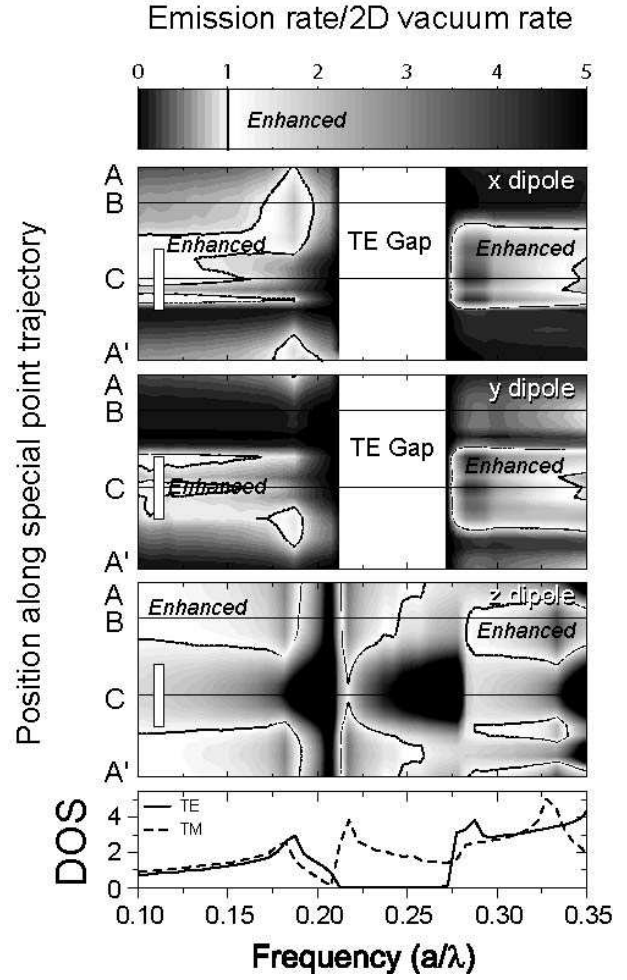 Emission rate/2D vacuum rate
0 1 2 3 4 5
Enhanced
Position along special point trajectory
A
x dipole
B
Enhanced
TE Gap
Enhanced
C
A'
A
y dipole
B
TE Gap
Enhanced
C
Enhanced
A'
A
z dipole
Enhanced
B
Enhanced
C
A'
DOS
4
2
0
TE
TM
0.10 0.15 0.20 0.25 0.30 0.35
Frequency (a/λ)